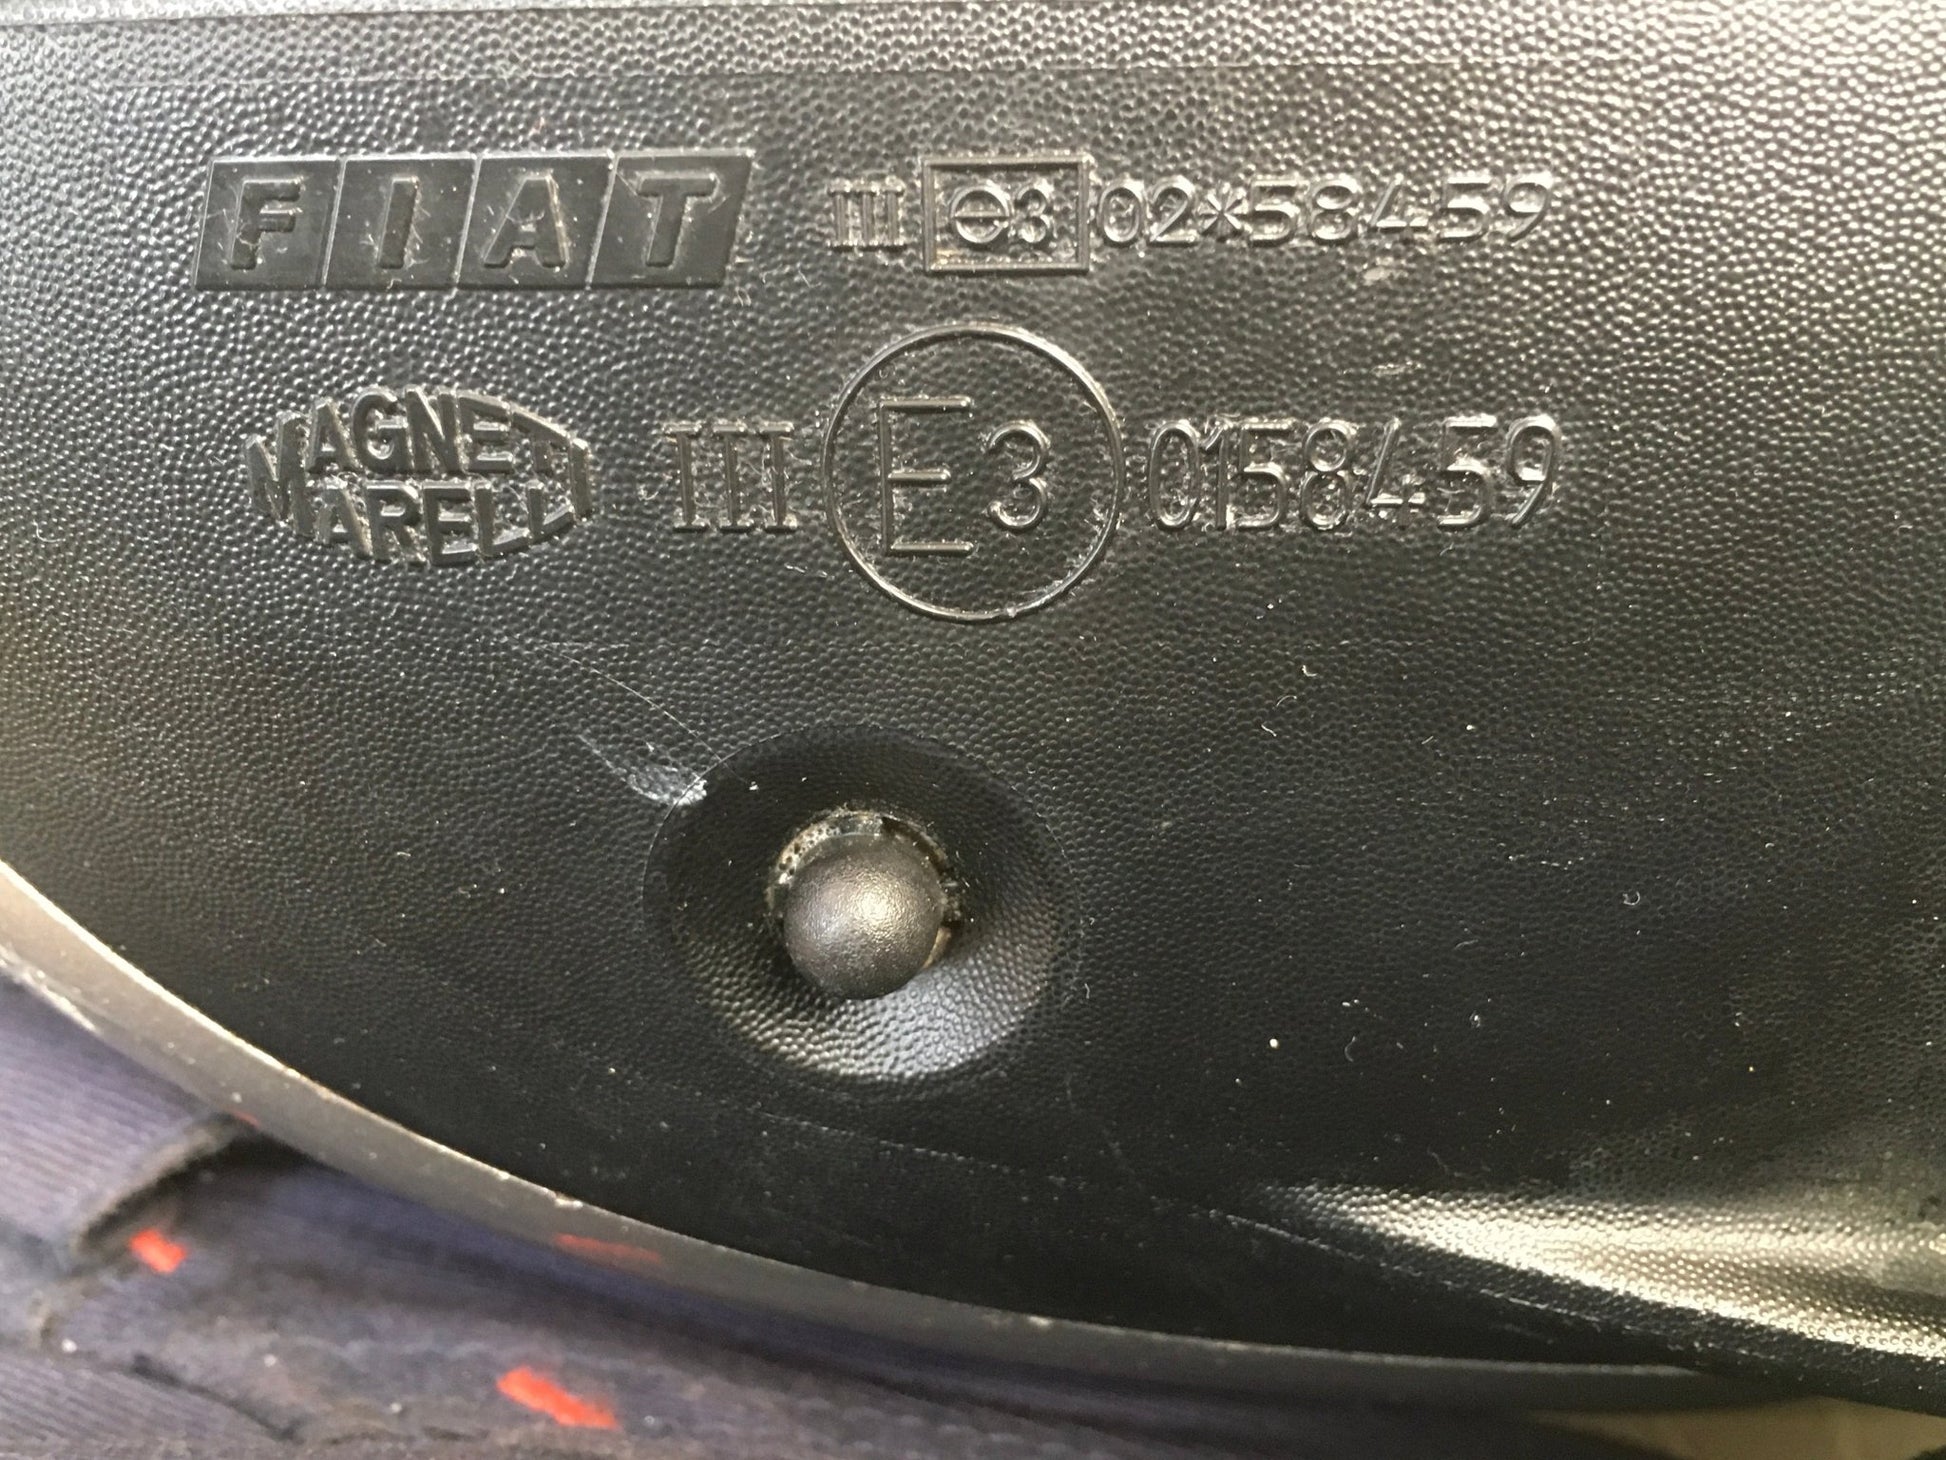 FIAT III e3 02*58459
MAGNETI
MARELLI III E3 0158459